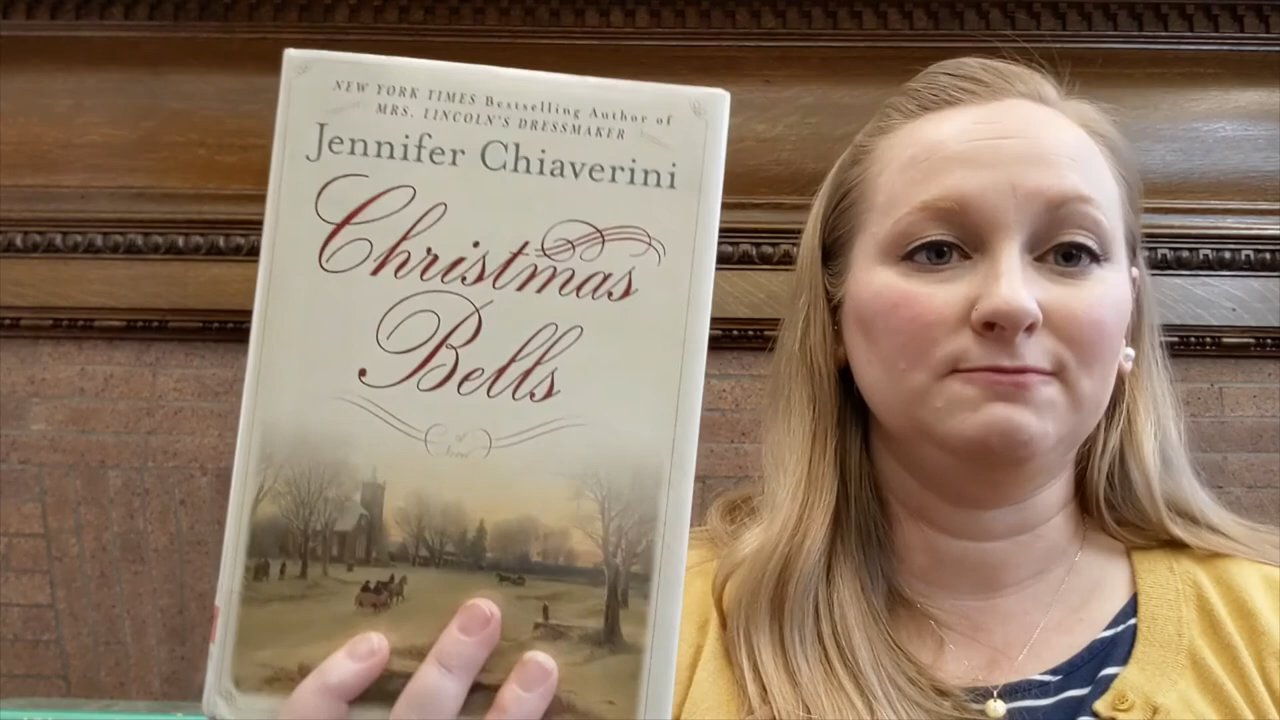 NEW YORK TIMES Bestselling Author of
MRS. LINCOLN'S DRESSMAKER
Jennifer Chiaverini
Christmas
Bells
a
Novel